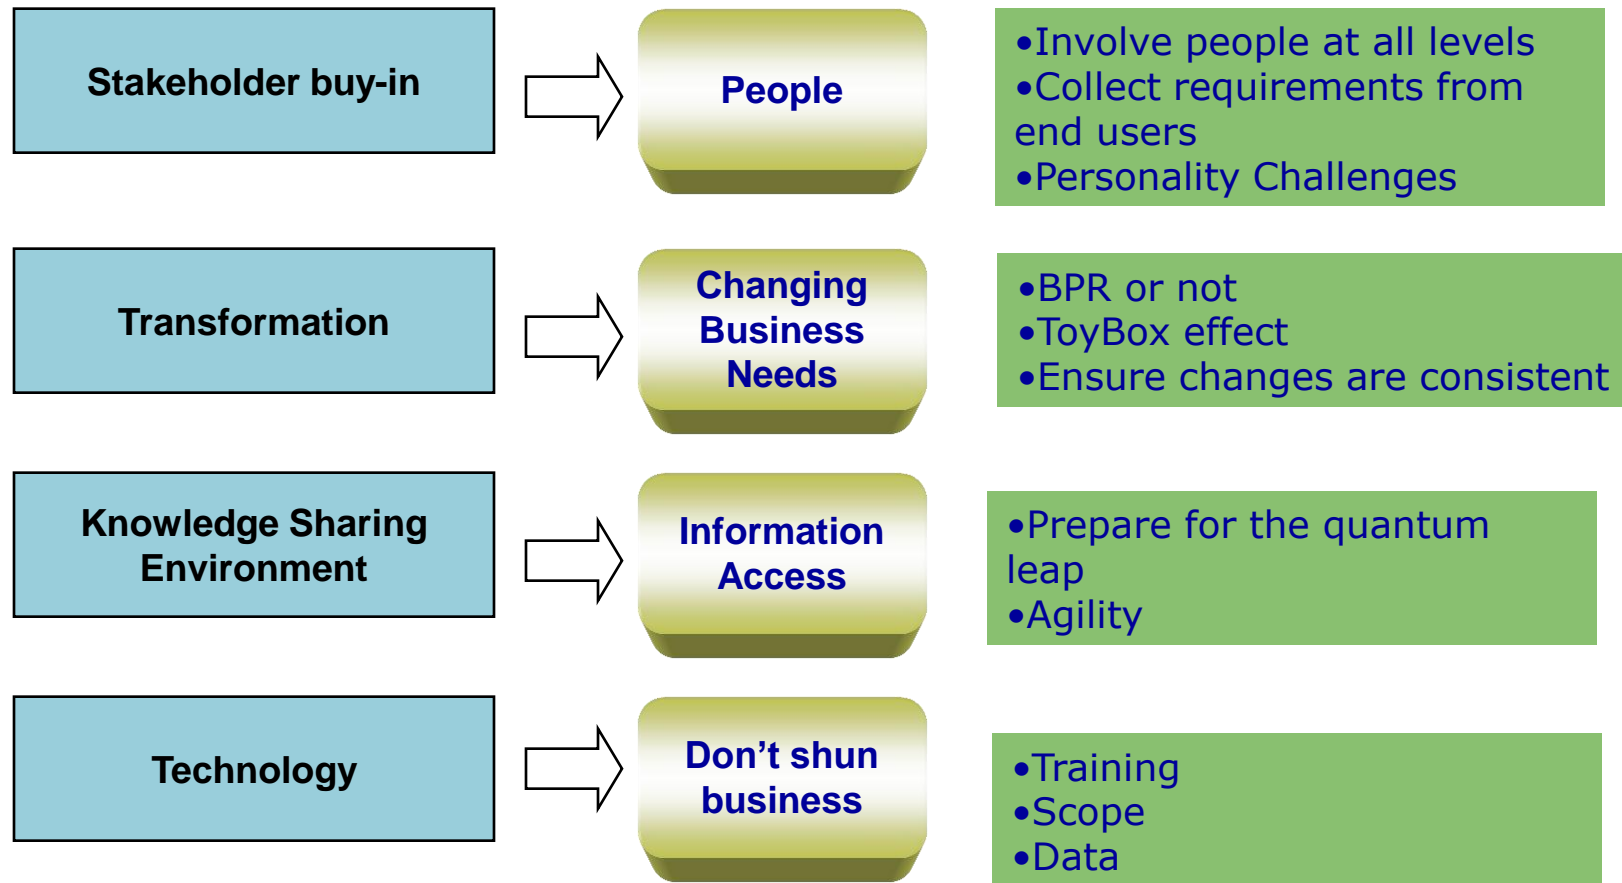 Stakeholder buy-in
People
•Involve people at all levels
•Collect requirements from
end users
•Personality Challenges
Transformation
Changing
Business
Needs
•BPR or not
•ToyBox effect
•Ensure changes are consistent
Knowledge Sharing
Environment
Information
Access
•Prepare for the quantum
leap
•Agility
Technology
Don’t shun
business
•Training
•Scope
•Data